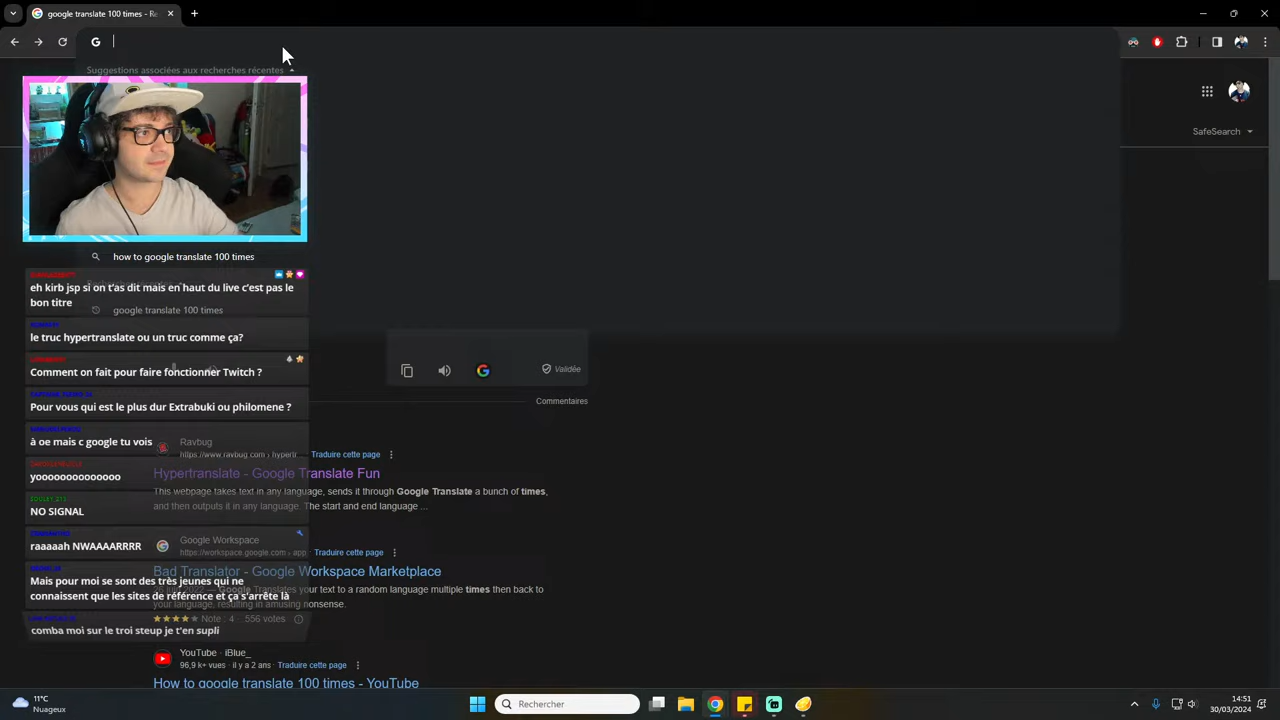 google translate 100 times - Re
Suggestions associées aux recherches récentes
SafeSearch
how to google translate 100 times
eh kirb jsp si on t'as dit mais en haut du live c'est pas le
bon titre
google translate 100 times
le truc hypertranslate ou un truc comme ça?
Validée
Comment on fait pour faire fonctionner Twitch ?
Commentaires
Pour vous qui est le plus dur Extrabuki ou philomene ?
à oe mais c google tu vois
Ravbug
https://www.ravbug.com › hypertr
Traduire cette page
yoooooooooooooo
Hypertranslate - Google Translate Fun
This webpage takes text in any language, sends it through Google Translate a bunch of times,
and then outputs it in any language. The start and end language ...
NO SIGNAL
raaaaah NWAAAARRRR
Google Workspace
https://workspace.google.com › app
Traduire cette page
Bad Translator - Google Workspace Marketplace
Mais pour moi se sont des très jeunes qui ne
connaissent que les sites de référence et ça s'arrête là
2022 — Google Translates your text to a random language multiple times then back to
your language, resulting in amusing nonsense.
Note : 4 · 556 votes
comba moi sur le troi steup je t'en supli
YouTube · iBlue_
96,9 k+ vues · il y a 2 ans
Traduire cette page
How to google translate 100 times - YouTube
11°C
Nuageux
Rechercher
14:51
30/03/2024